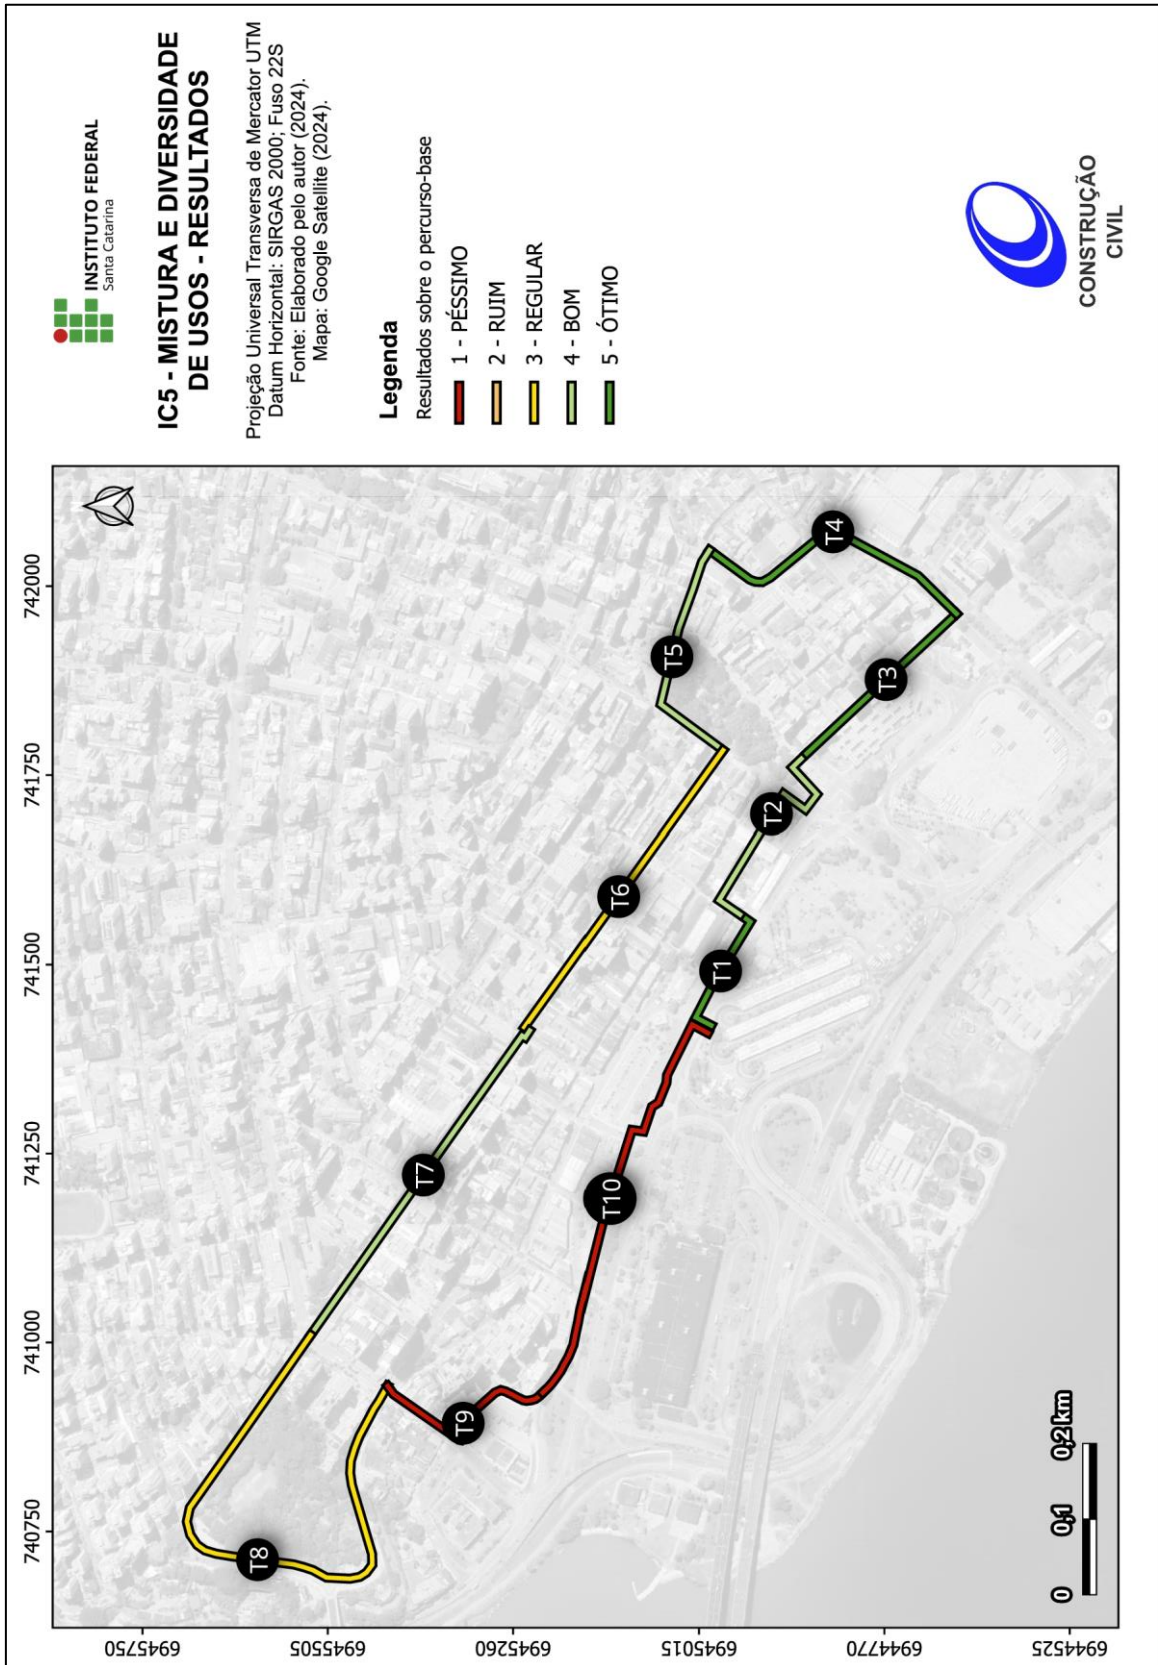 INSTITUTO FEDERAL
Santa Catarina
IC5 - MISTURA E DIVERSIDADE
DE USOS - RESULTADOS
Projeção Universal Transversa de Mercator UTM
Datum Horizontal: SIRGAS 2000; Fuso 22S
Fonte: Elaborado pelo autor (2024).
Mapa: Google Satellite (2024).
Legenda
Resultados sobre o percurso-base
1 - PÉSSIMO
2 - RUIM
3 - REGULAR
4 - BOM
5 - ÓTIMO
CONSTRUÇÃO
CIVIL
740750
741000
741250
741500
741750
742000
6945750
6945505
6945260
6945015
6944770
6944525
T8
T7
T9
T6
T10
T5
T1
T2
T4
T3
0
0,1
0,2 km